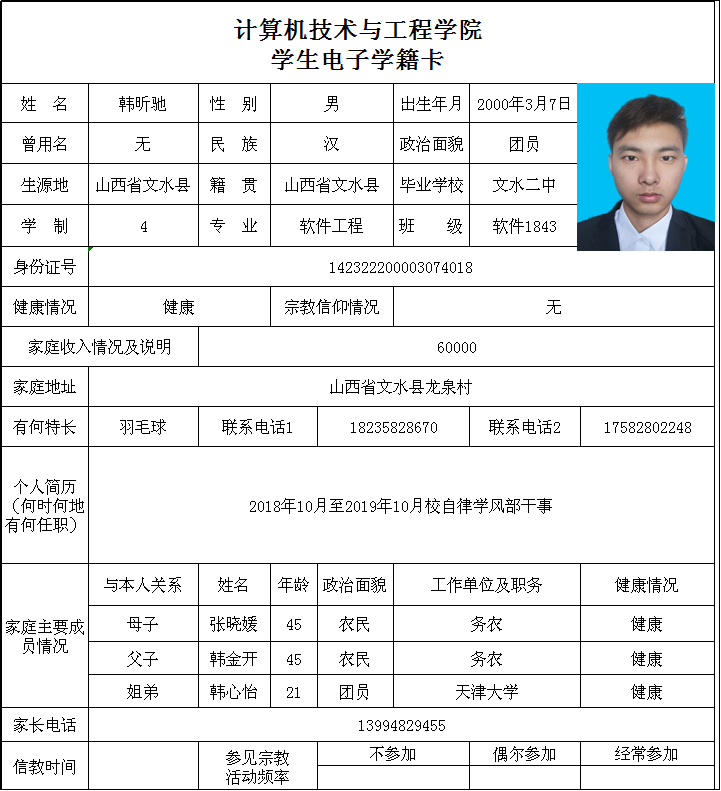 计算机技术与工程学院
学生电子学籍卡
姓 名 韩昕驰 性 别 男 出生年月 2000年3月7日
曾用名 无 民 族 汉 政治面貌 团员
生源地 山西省文水县 籍 贯 山西省文水县 毕业学校 文水二中
学 制 4 专 业 软件工程 班 级 软件1843
身份证号 142322200003074018
健康情况 健康 宗教信仰情况 无
家庭收入情况及说明 60000
家庭地址 山西省文水县龙泉村
有何特长 羽毛球 联系电话1 18235828670 联系电话2 17582802248
个人简历
（何时何地
有何任职）
2018年10月至2019年10月校自律学风部干事
家庭主要成
员情况
与本人关系 姓名 年龄 政治面貌 工作单位及职务 健康情况
母子 张晓媛 45 农民 务农 健康
父子 韩金开 45 农民 务农 健康
姐弟 韩心怡 21 团员 天津大学 健康
家长电话 13994829455
信教时间
参见宗教
活动频率
不参加 偶尔参加 经常参加